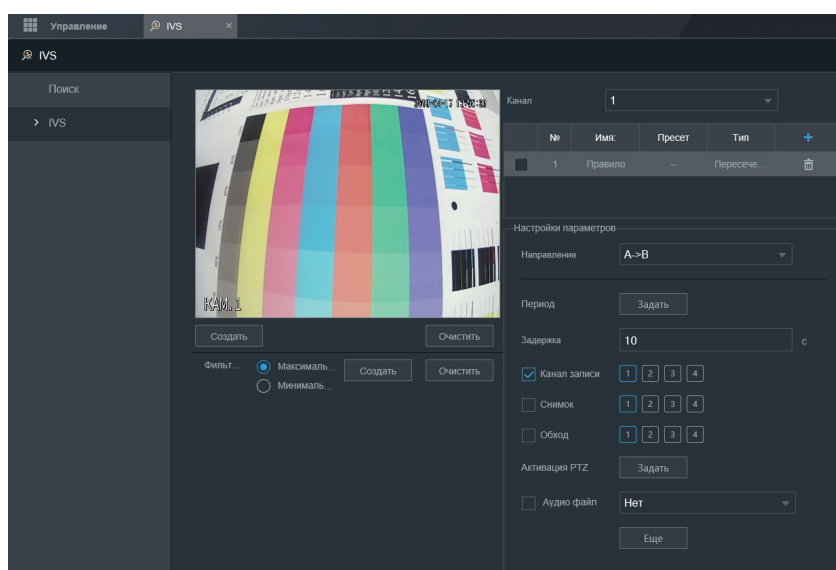 Управление IVS ×
IVS
Поиск
IVS
КАМ.1
Создать Очистить
Фильт... Максималь... Создать Очистить
Минималь...
Канал 1
№ Имя: Пресет Тип +
1 Правило – Пересече...
Настройки параметров
Направление A->B
Период Задать
Задержка 10 с
Канал записи 1 2 3 4
Снимок 1 2 3 4
Обход 1 2 3 4
Активация PTZ Задать
Аудио файл Нет
Еще